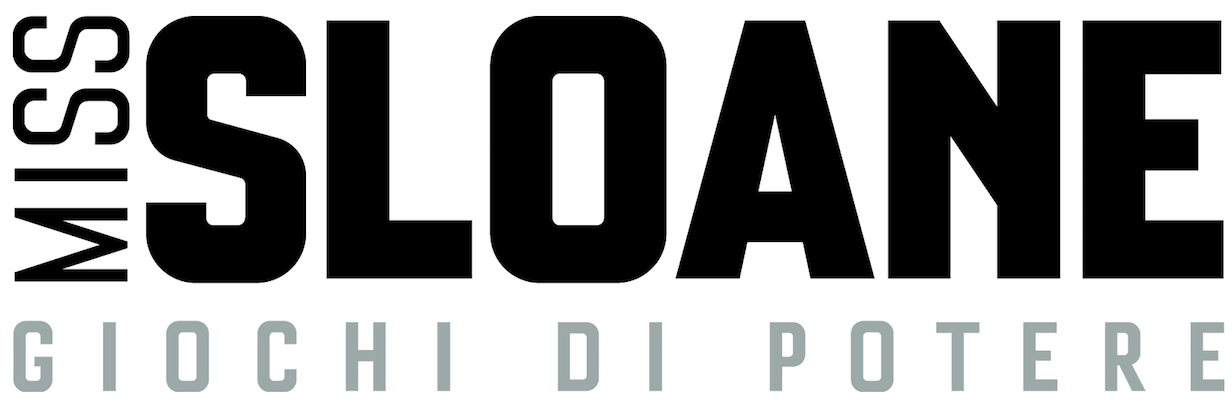 MISS
SLOANE
GIOCHI DI POTERE